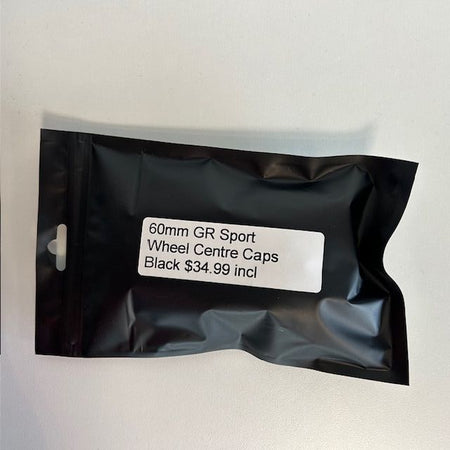 60mm GR Sport
Wheel Centre Caps
Black $34.99 incl